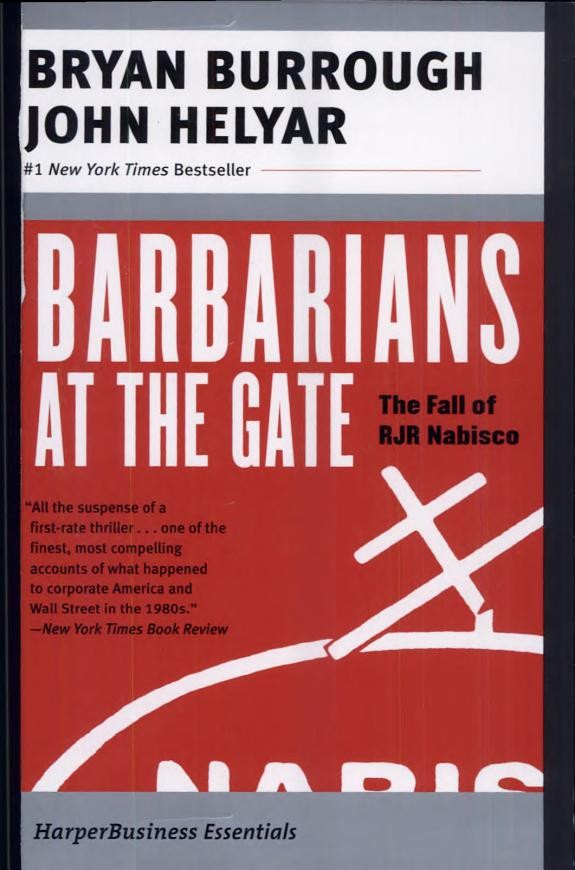 BRYAN BURROUGH
JOHN HELYAR
#1 New York Times Bestseller
BARBARIANS
AT THE GATE
The Fall of
RJR Nabisco
“All the suspense of a
first-rate thriller . . . one of the
finest, most compelling
accounts of what happened
to corporate America and
Wall Street in the 1980s.”
—New York Times Book Review
NABIS
HarperBusiness Essentials